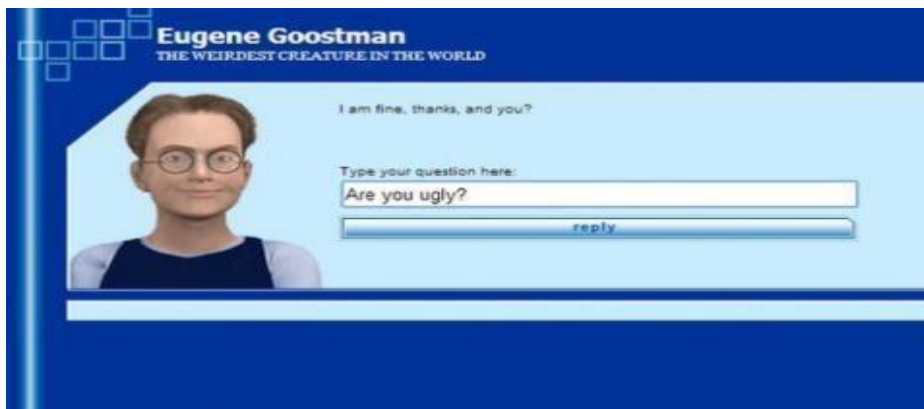 Eugene Goostman
THE WEIRDEST CREATURE IN THE WORLD
I am fine, thanks, and you?
Type your question here:
Are you ugly?
reply